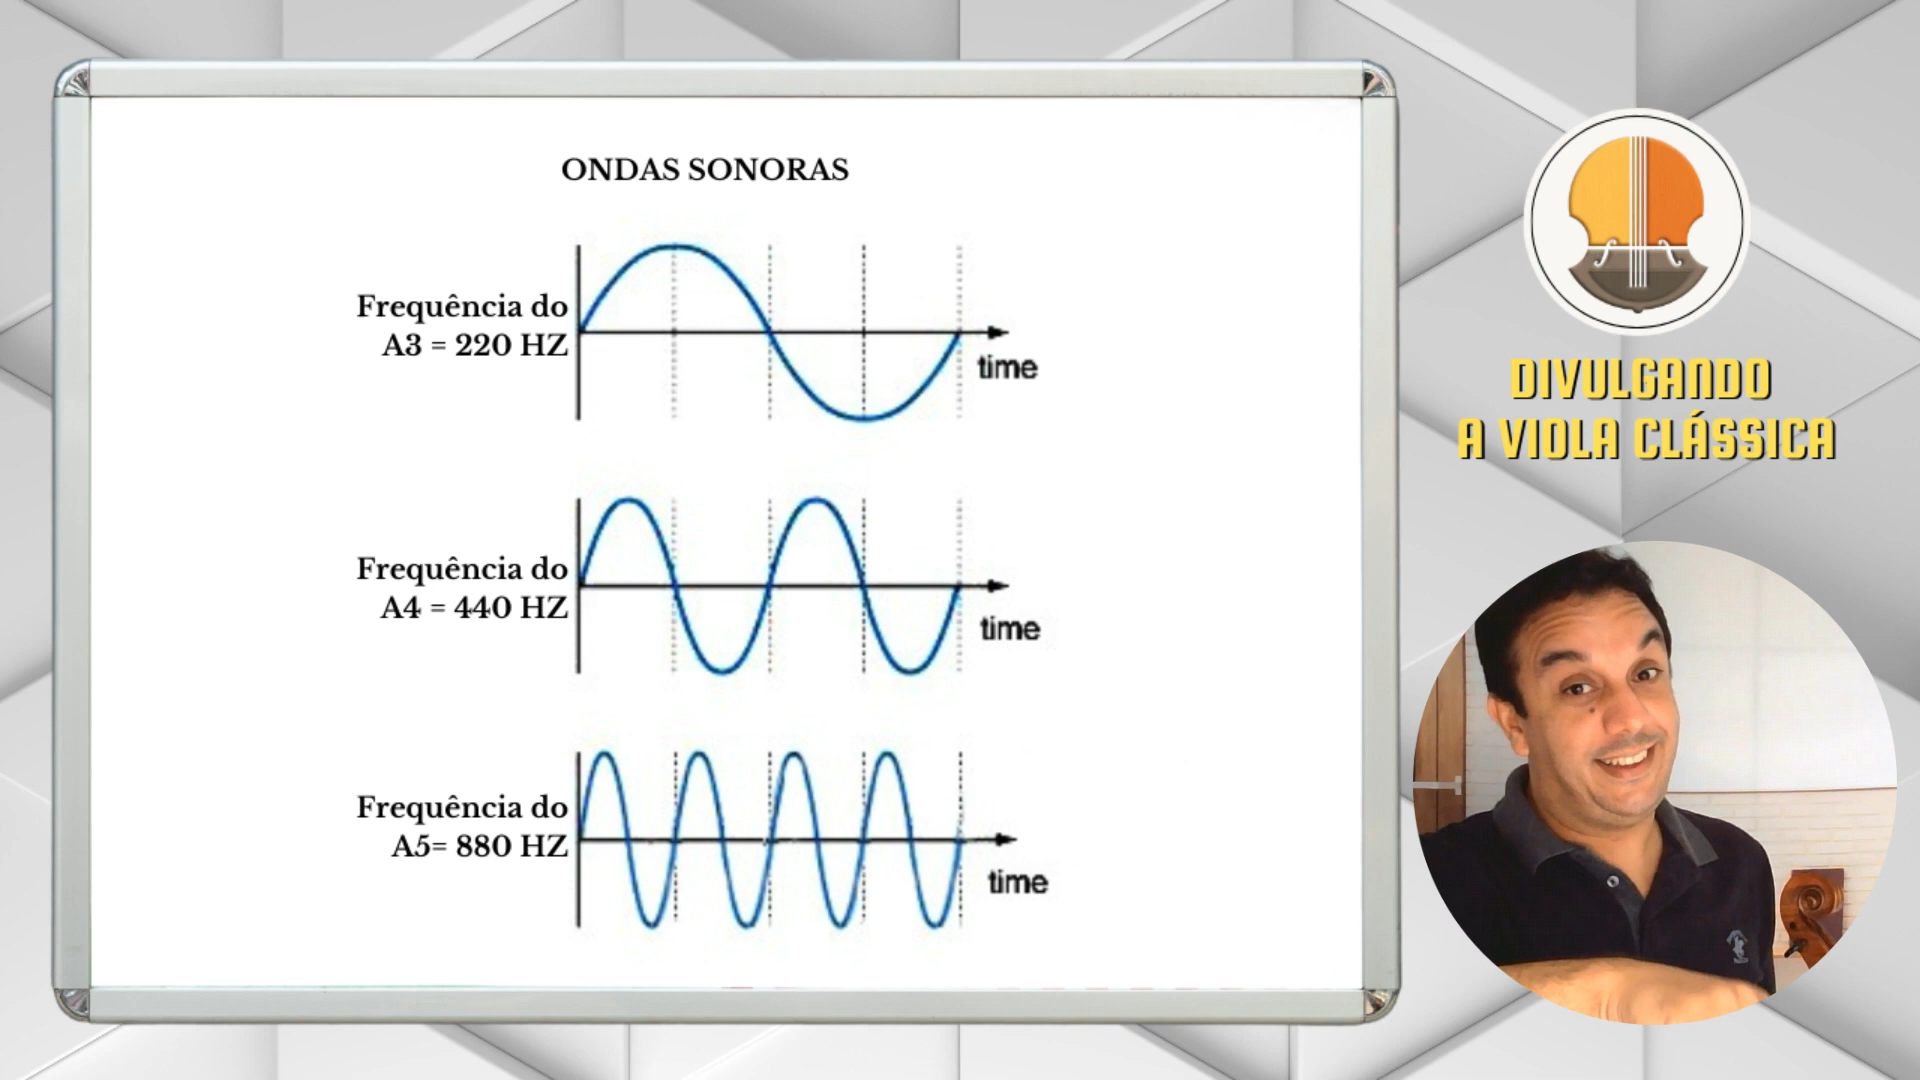 ONDAS SONORAS
Frequência do
A3 = 220 HZ
time
Frequência do
A4 = 440 HZ
time
Frequência do
A5= 880 HZ
time
DIVULGANDO
A VIOLA CLÁSSICA